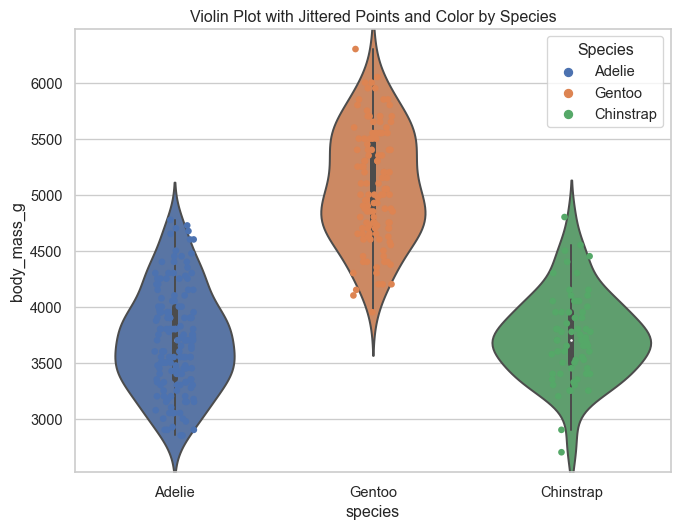 Violin Plot with Jittered Points and Color by Species
Species
Adelie
Gentoo
Chinstrap
6000
5500
5000
4500
4000
3500
3000
body_mass_g
Adelie
Gentoo
Chinstrap
species